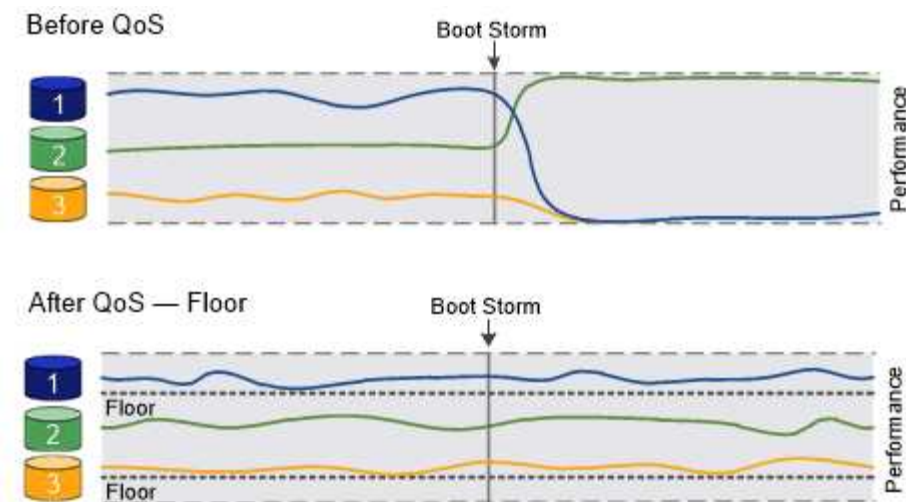 Before QoS
Boot Storm
1
2
3
Performance
After QoS — Floor
Boot Storm
1
Floor
2
3
Floor
Performance